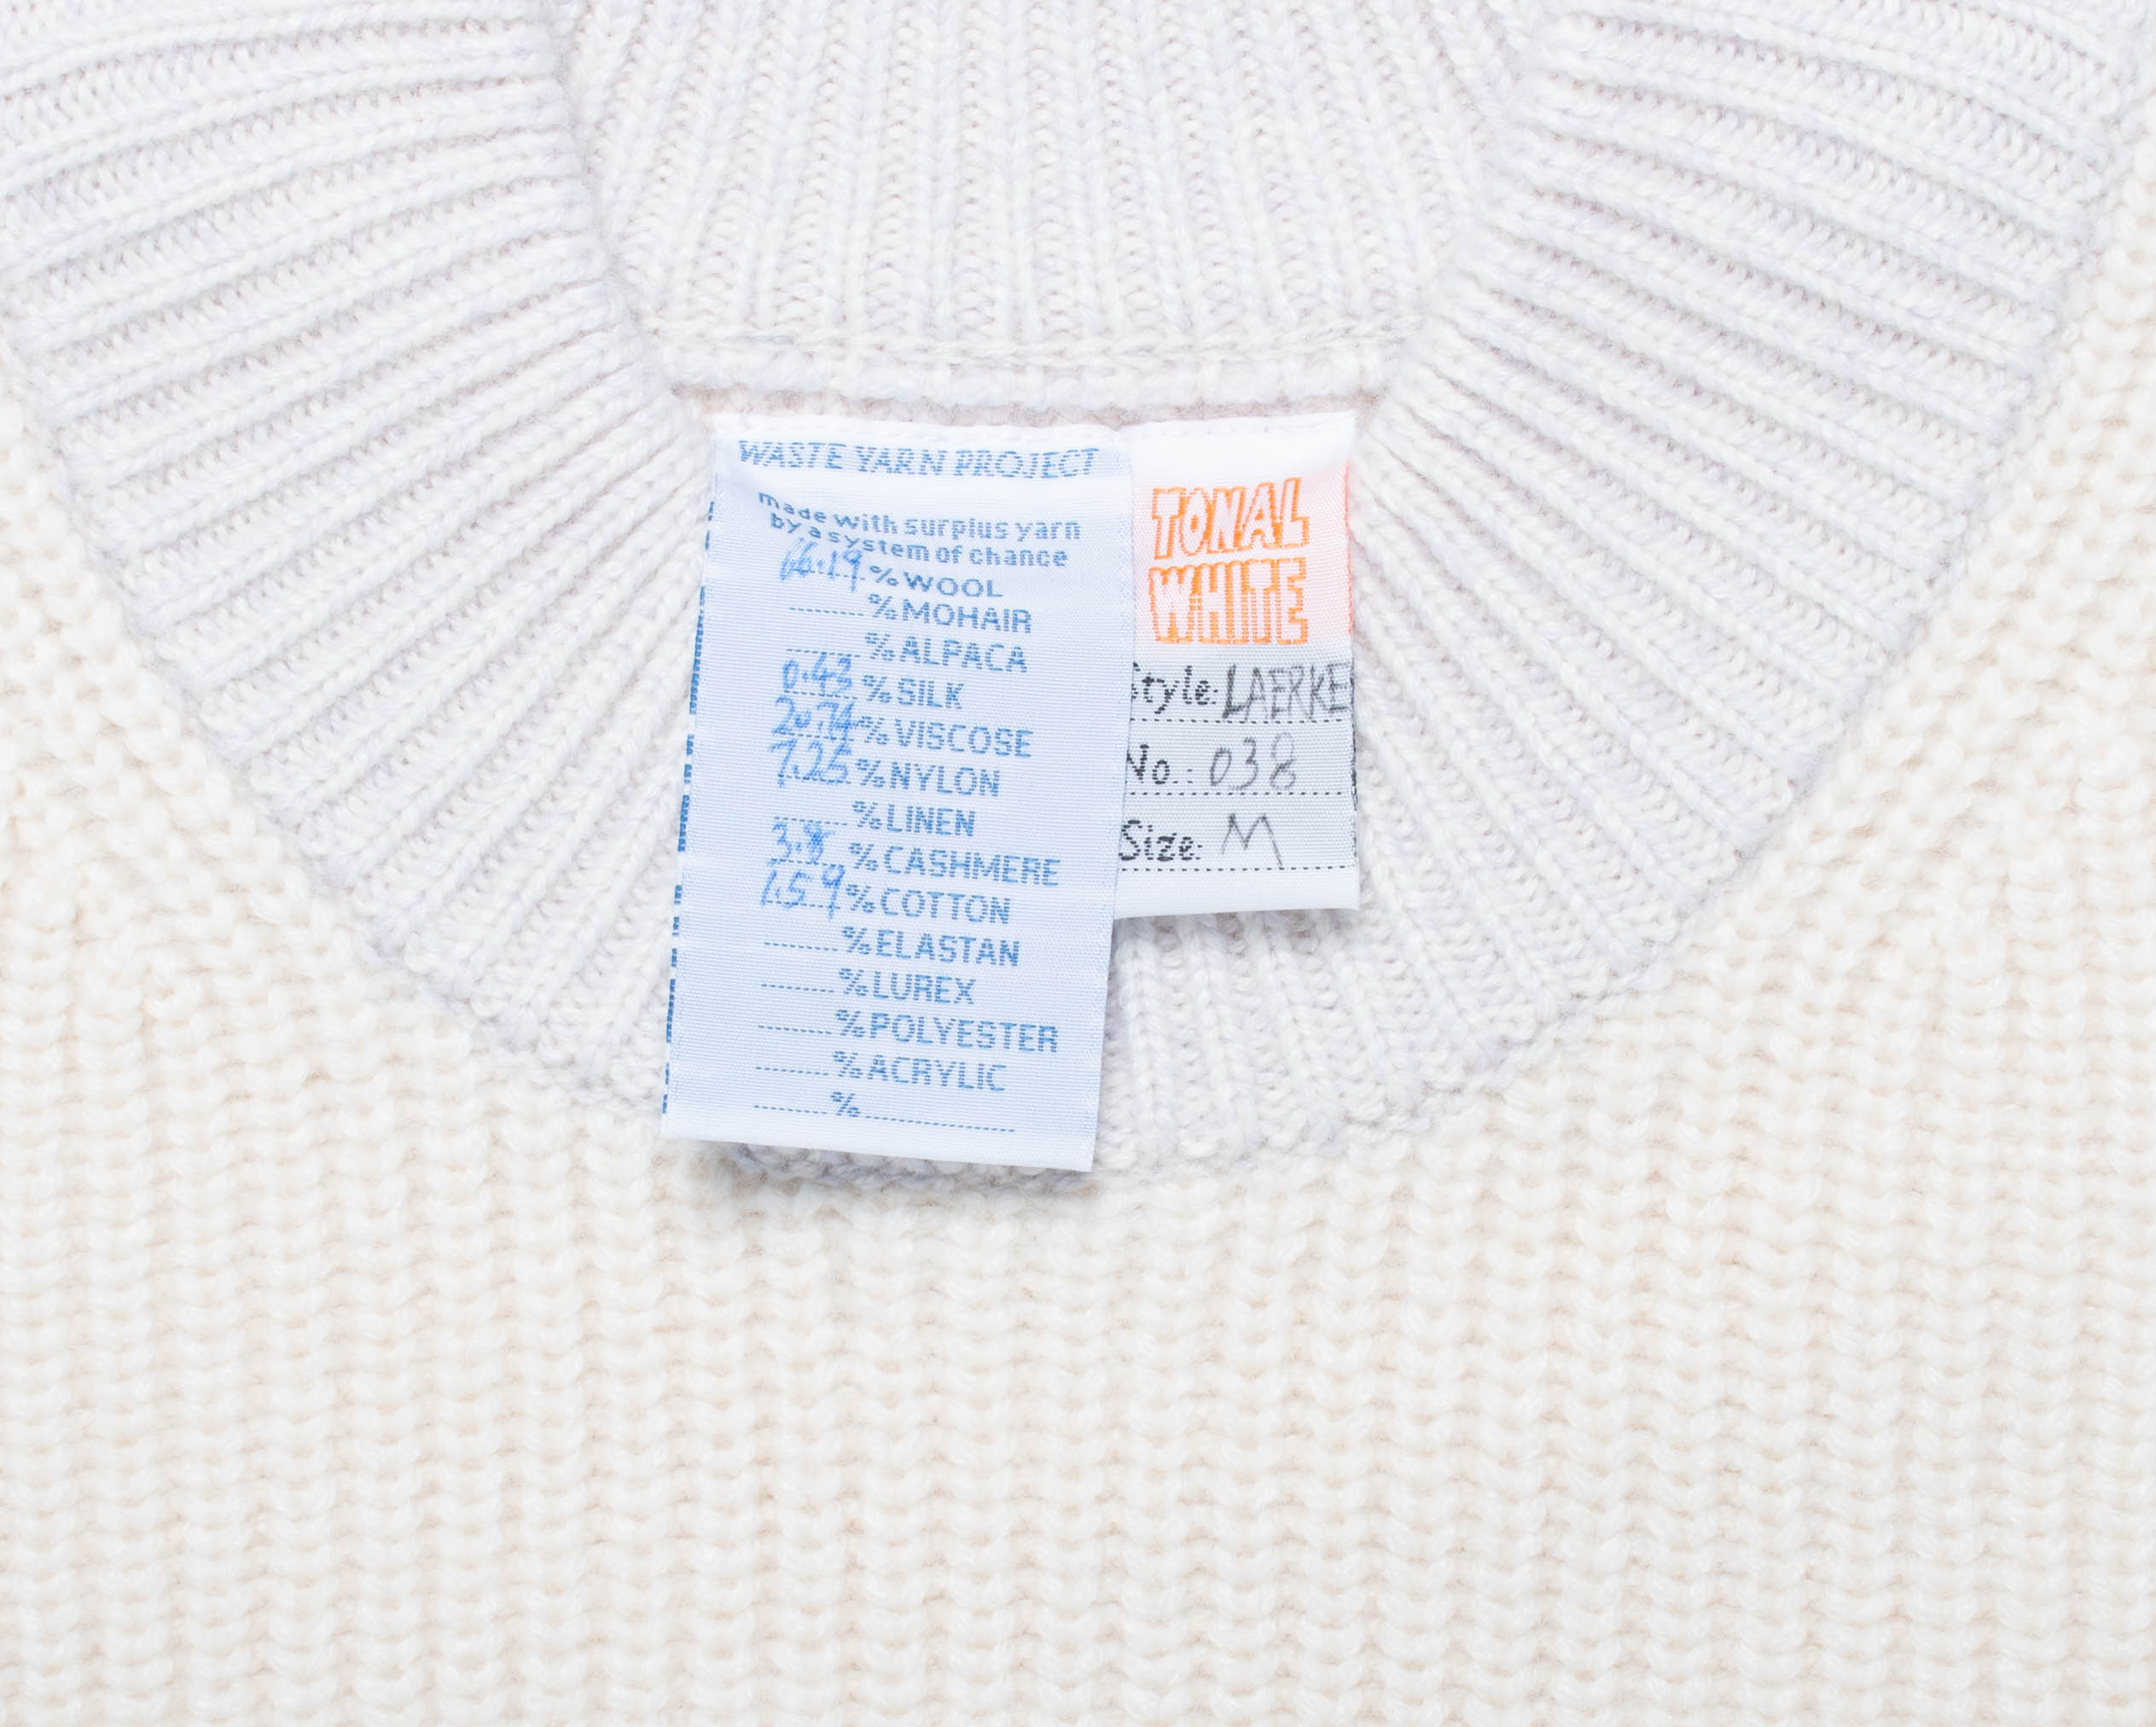 WASTE YARN PROJECT
made with surplus yarn
by a system of chance
66.19 % WOOL
........% MOHAIR
........% ALPACA
0.43 % SILK
20.74 % VISCOSE
7.25 % NYLON
........% LINEN
3.8 % CASHMERE
1.59 % COTTON
........% ELASTAN
........% LUREX
........% POLYESTER
........% ACRYLIC
........%................
TONAL
WHITE
Style: LAERKE
No.: 038
Size: M